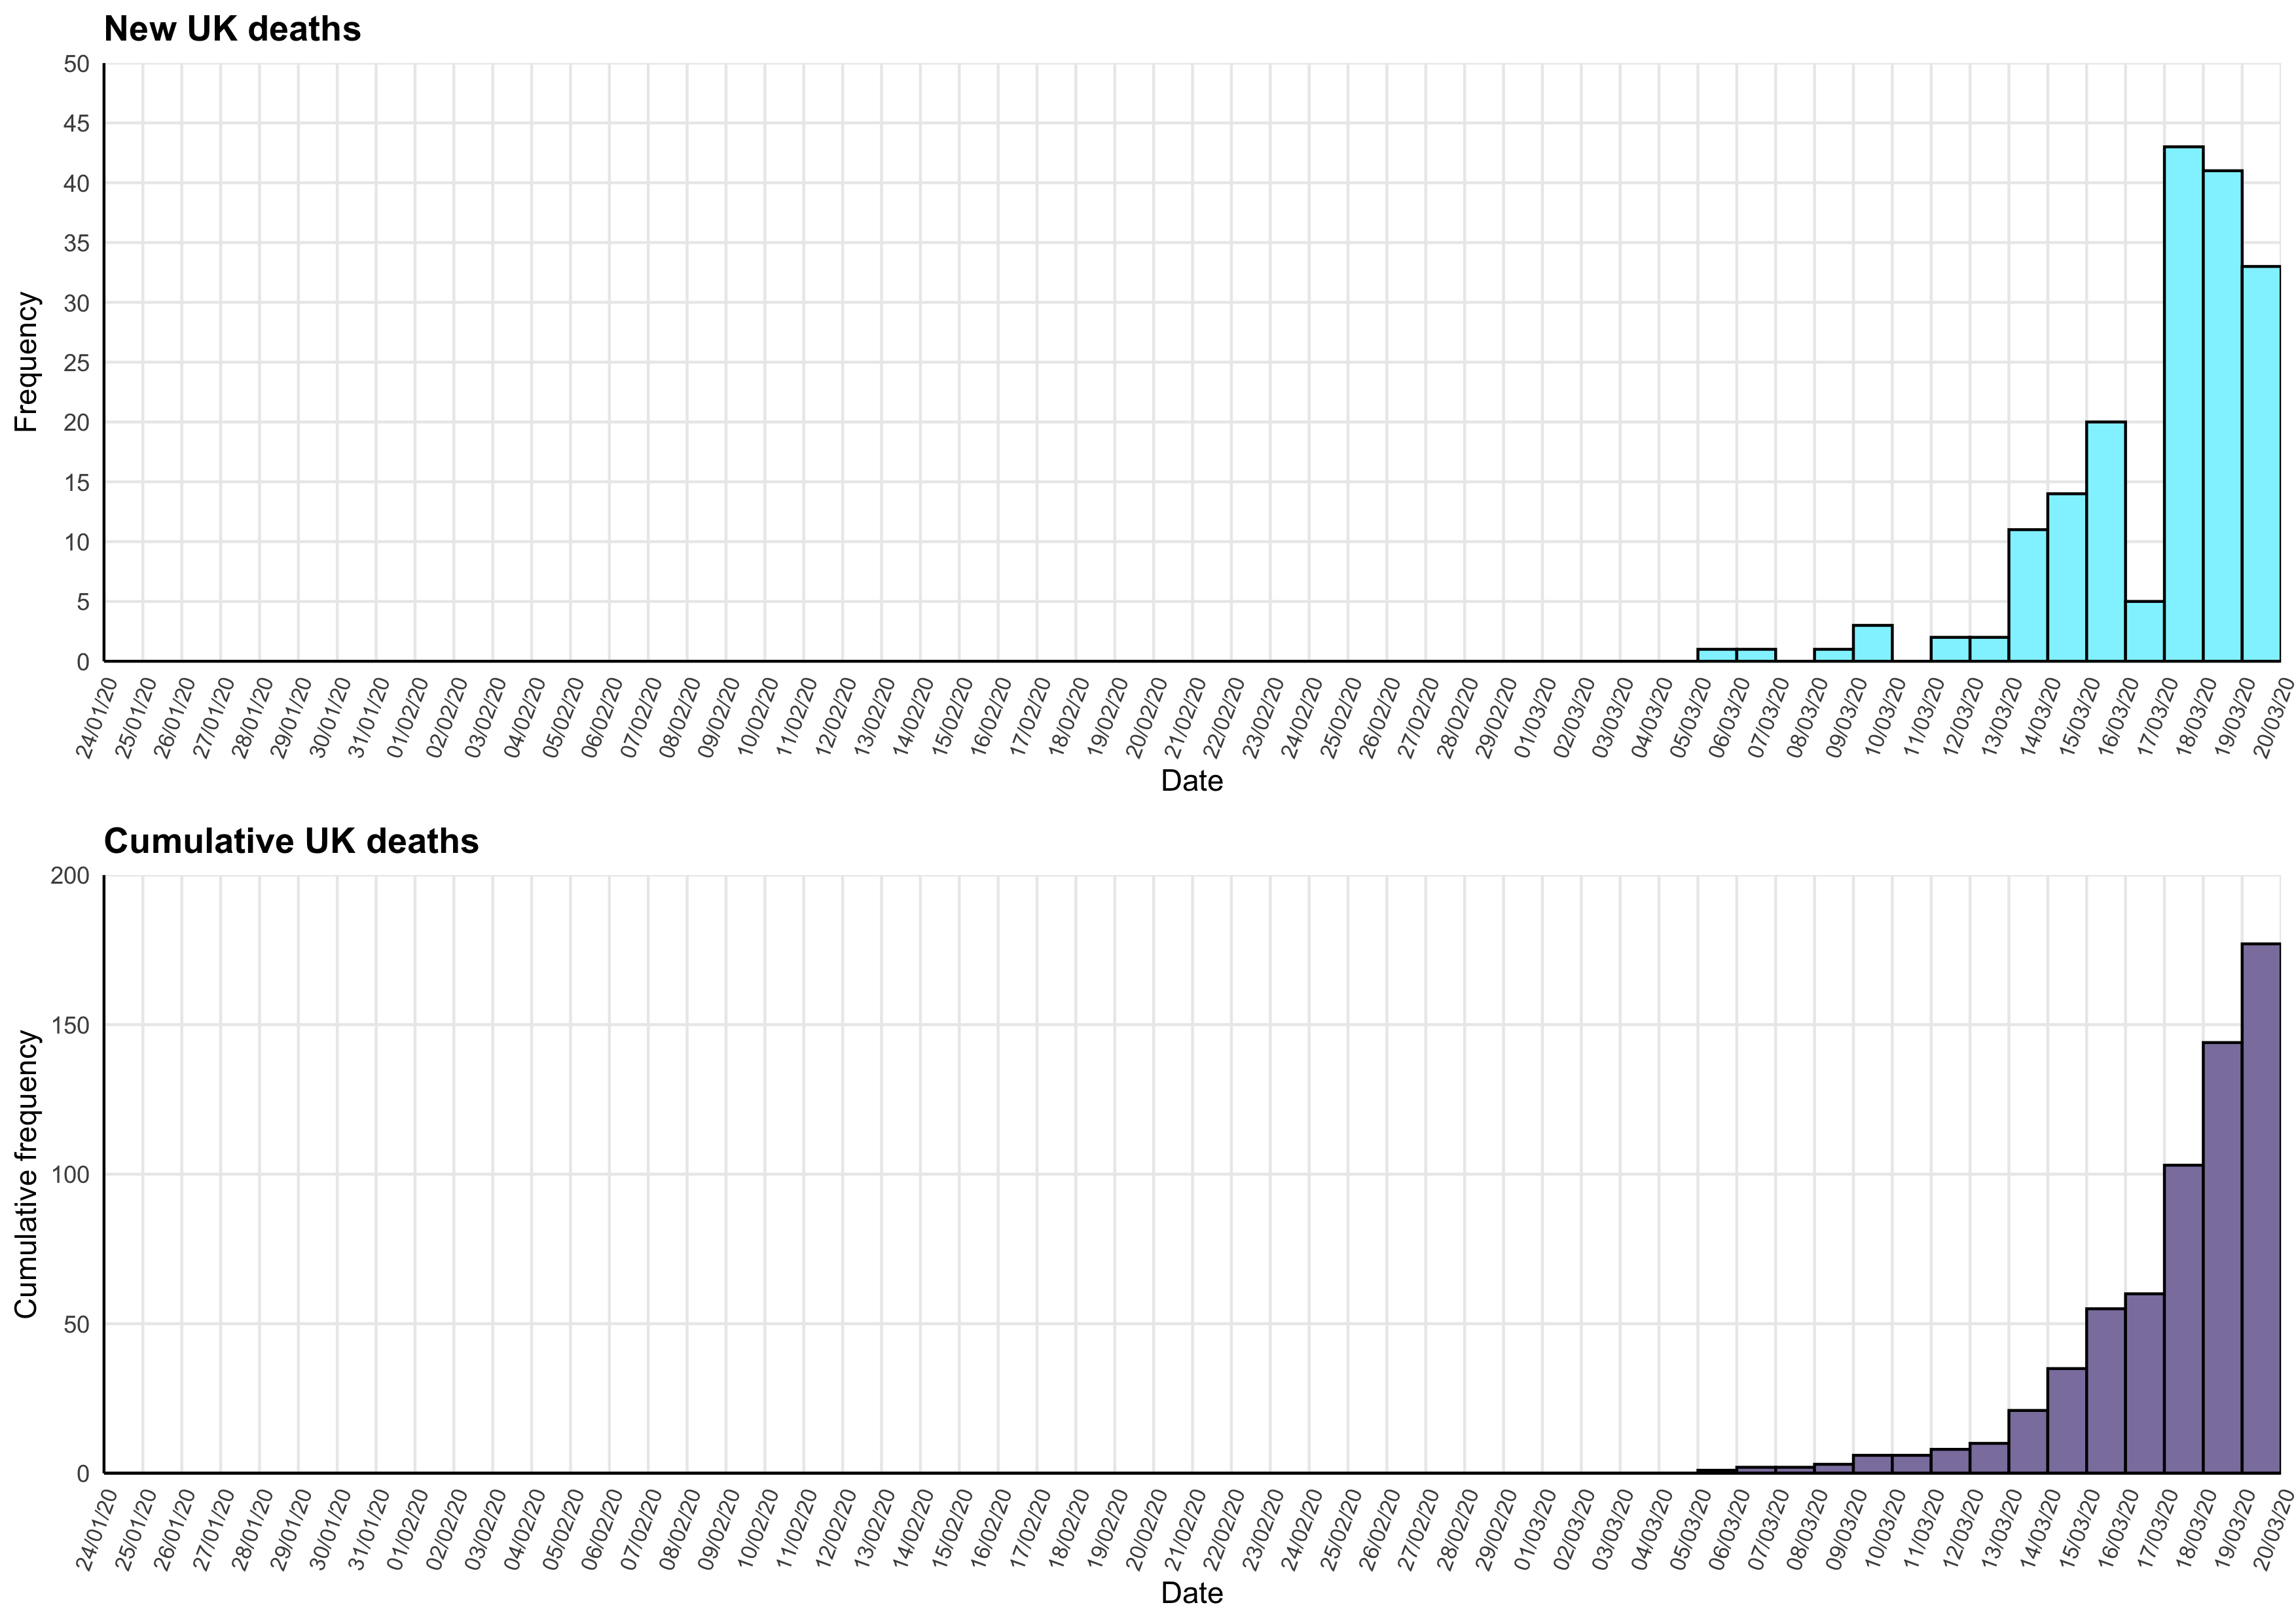 New UK deaths
50
45
40
35
30
25
20
15
10
5
0
Frequency
24/01/20 25/01/20 26/01/20 27/01/20 28/01/20 29/01/20 30/01/20 31/01/20 01/02/20 02/02/20 03/02/20 04/02/20 05/02/20 06/02/20 07/02/20 08/02/20 09/02/20 10/02/20 11/02/20 12/02/20 13/02/20 14/02/20 15/02/20 16/02/20 17/02/20 18/02/20 19/02/20 20/02/20 21/02/20 22/02/20 23/02/20 24/02/20 25/02/20 26/02/20 27/02/20 28/02/20 29/02/20 01/03/20 02/03/20 03/03/20 04/03/20 05/03/20 06/03/20 07/03/20 08/03/20 09/03/20 10/03/20 11/03/20 12/03/20 13/03/20 14/03/20 15/03/20 16/03/20 17/03/20 18/03/20 19/03/20 20/03/20
Date
Cumulative UK deaths
200
150
100
50
0
Cumulative frequency
24/01/20 25/01/20 26/01/20 27/01/20 28/01/20 29/01/20 30/01/20 31/01/20 01/02/20 02/02/20 03/02/20 04/02/20 05/02/20 06/02/20 07/02/20 08/02/20 09/02/20 10/02/20 11/02/20 12/02/20 13/02/20 14/02/20 15/02/20 16/02/20 17/02/20 18/02/20 19/02/20 20/02/20 21/02/20 22/02/20 23/02/20 24/02/20 25/02/20 26/02/20 27/02/20 28/02/20 29/02/20 01/03/20 02/03/20 03/03/20 04/03/20 05/03/20 06/03/20 07/03/20 08/03/20 09/03/20 10/03/20 11/03/20 12/03/20 13/03/20 14/03/20 15/03/20 16/03/20 17/03/20 18/03/20 19/03/20 20/03/20
Date